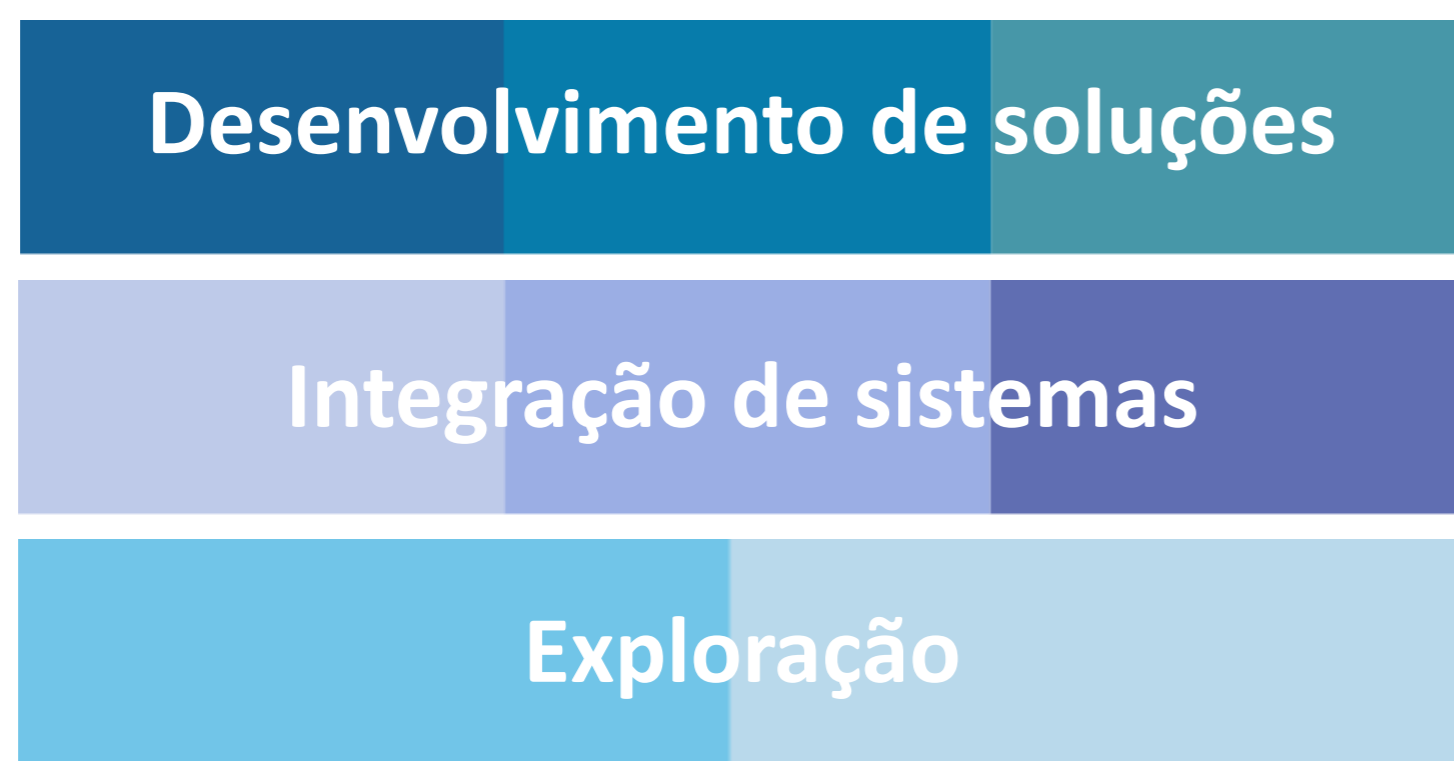 Desenvolvimento de soluções
Integração de sistemas
Exploração